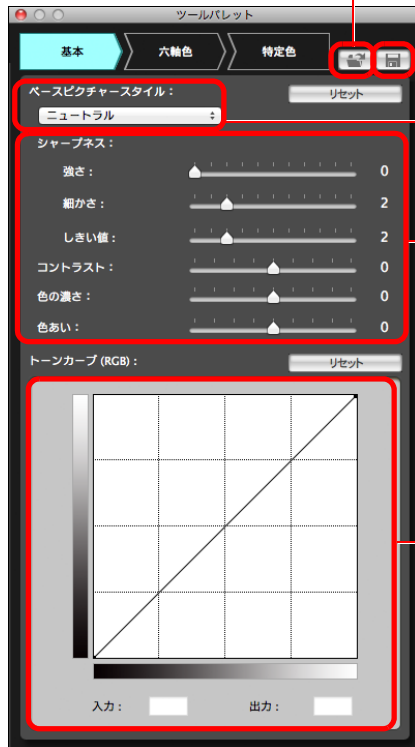 ツールパレット
基本 六軸色 特定色
ベースピクチャースタイル： リセット
ニュートラル
シャープネス：
強さ： 0
細かさ： 2
しきい値： 2
コントラスト： 0
色の濃さ： 0
色あい： 0
トーンカーブ (RGB)： リセット
入力： 出力：